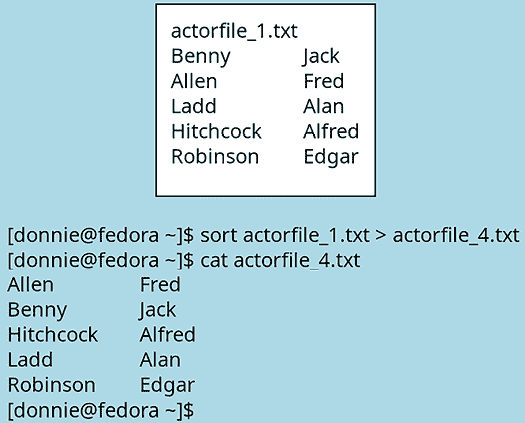 actorfile_1.txt
Benny Jack
Allen Fred
Ladd Alan
Hitchcock Alfred
Robinson Edgar
[donnie@fedora ~]$ sort actorfile_1.txt > actorfile_4.txt
[donnie@fedora ~]$ cat actorfile_4.txt
Allen Fred
Benny Jack
Hitchcock Alfred
Ladd Alan
Robinson Edgar
[donnie@fedora ~]$